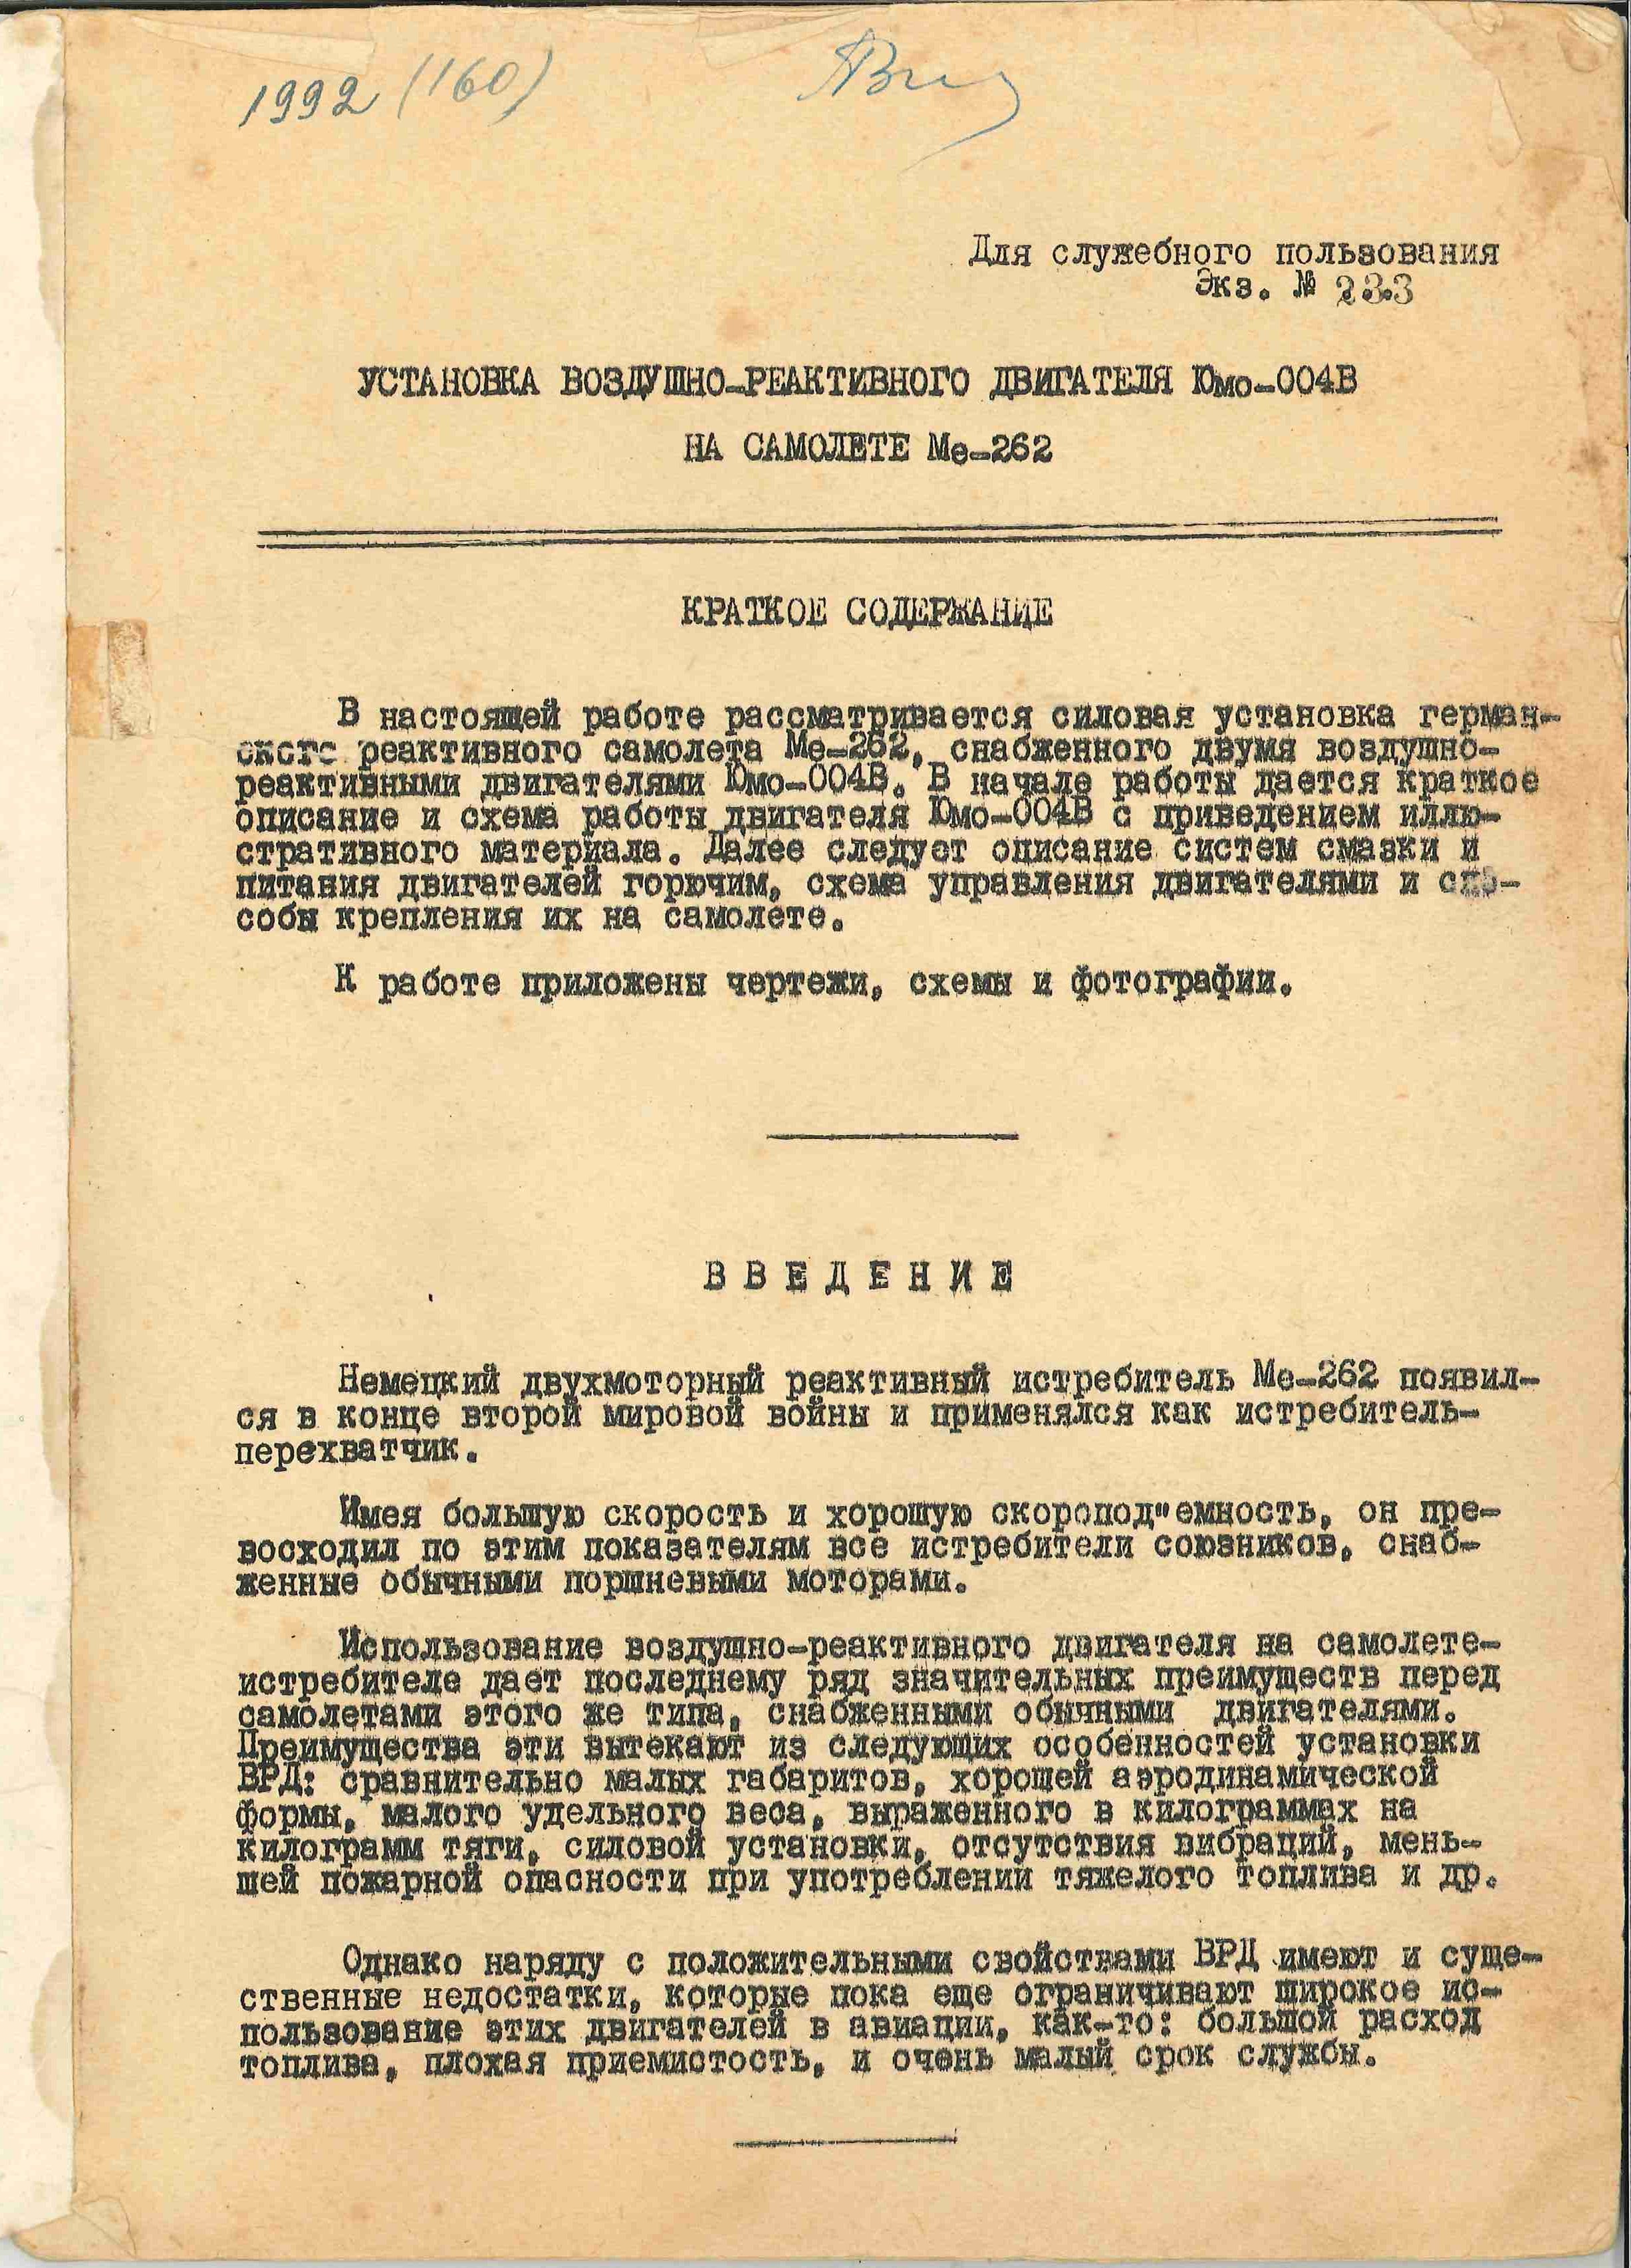 1992 (160)
Для служебного пользования
Экз. № 233
УСТАНОВКА ВОЗДУШНО-РЕАКТИВНОГО ДВИГАТЕЛЯ Юмо-004В
НА САМОЛЕТЕ Ме-262
КРАТКОЕ СОДЕРЖАНИЕ
В настоящей работе рассматривается силовая установка герман-
ского реактивного самолета Ме-262, снабженного двумя воздушно-
реактивными двигателями Юмо-004В. В начале работы дается краткое
описание и схема работы двигателя Юмо-004В с приведением иллю-
стративного материала. Далее следует описание систем смазки и
питания двигателей горючим, схема управления двигателями и спо-
собы крепления их на самолете.
К работе приложены чертежи, схемы и фотографии.
ВВЕДЕНИЕ
Немецкий двухмоторный реактивный истребитель Ме-262 появил-
ся в конце второй мировой войны и применялся как истребитель-
перехватчик.
Имея большую скорость и хорошую скоропод"емность, он пре-
восходил по этим показателям все истребители союзников, снаб-
женные обычными поршневыми моторами.
Использование воздушно-реактивного двигателя на самолете-
истребителе дает последнему ряд значительных преимуществ перед
самолетами этого же типа, снабженными обычными двигателями.
Преимущества эти вытекают из следующих особенностей установки
ВРД: сравнительно малых габаритов, хорошей аэродинамической
формы, малого удельного веса, выраженного в килограммах на
килограмм тяги, силовой установки, отсутствия вибраций, мень-
шей пожарной опасности при употреблении тяжелого топлива и др.
Однако наряду с положительными свойствами ВРД имеют и суще-
ственные недостатки, которые пока еще ограничивают широкое ис-
пользование этих двигателей в авиации, как-то: большой расход
топлива, плохая приемистость, и очень малый срок службы.